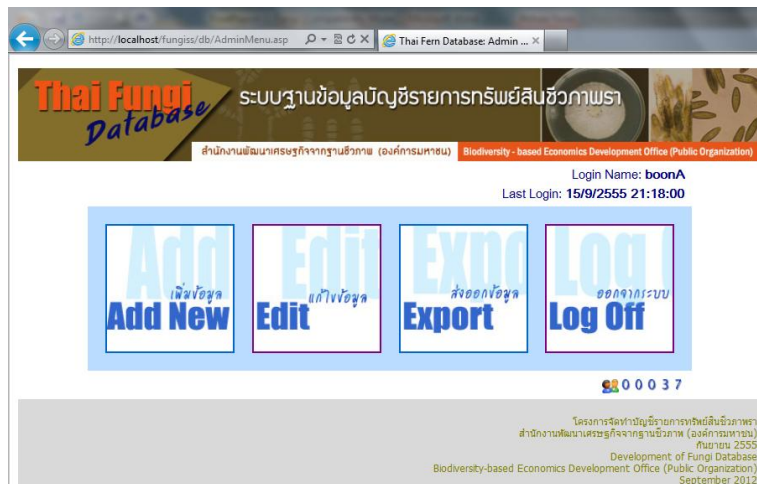 http://localhost/fungiss/db/AdminMenu.asp
Thai Fern Database: Admin ...
Thai Fungi
Database
ระบบฐานข้อมูลบัญชีรายการทรัพย์สินชีวภาพรา
สำนักงานพัฒนาเศรษฐกิจจากฐานชีวภาพ (องค์การมหาชน)
Biodiversity - based Economics Development Office (Public Organization)
Login Name: boonA
Last Login: 15/9/2555 21:18:00
Add
เพิ่มข้อมูล
Add New
Edit
แก้ไขข้อมูล
Edit
Expo
ส่งออกข้อมูล
Export
Log O
ออกจากระบบ
Log Off
00037
โครงการจัดทำบัญชีรายการทรัพย์สินชีวภาพรา
สำนักงานพัฒนาเศรษฐกิจจากฐานชีวภาพ (องค์การมหาชน)
กันยายน 2555
Development of Fungi Database
Biodiversity-based Economics Development Office (Public Organization)
September 2012